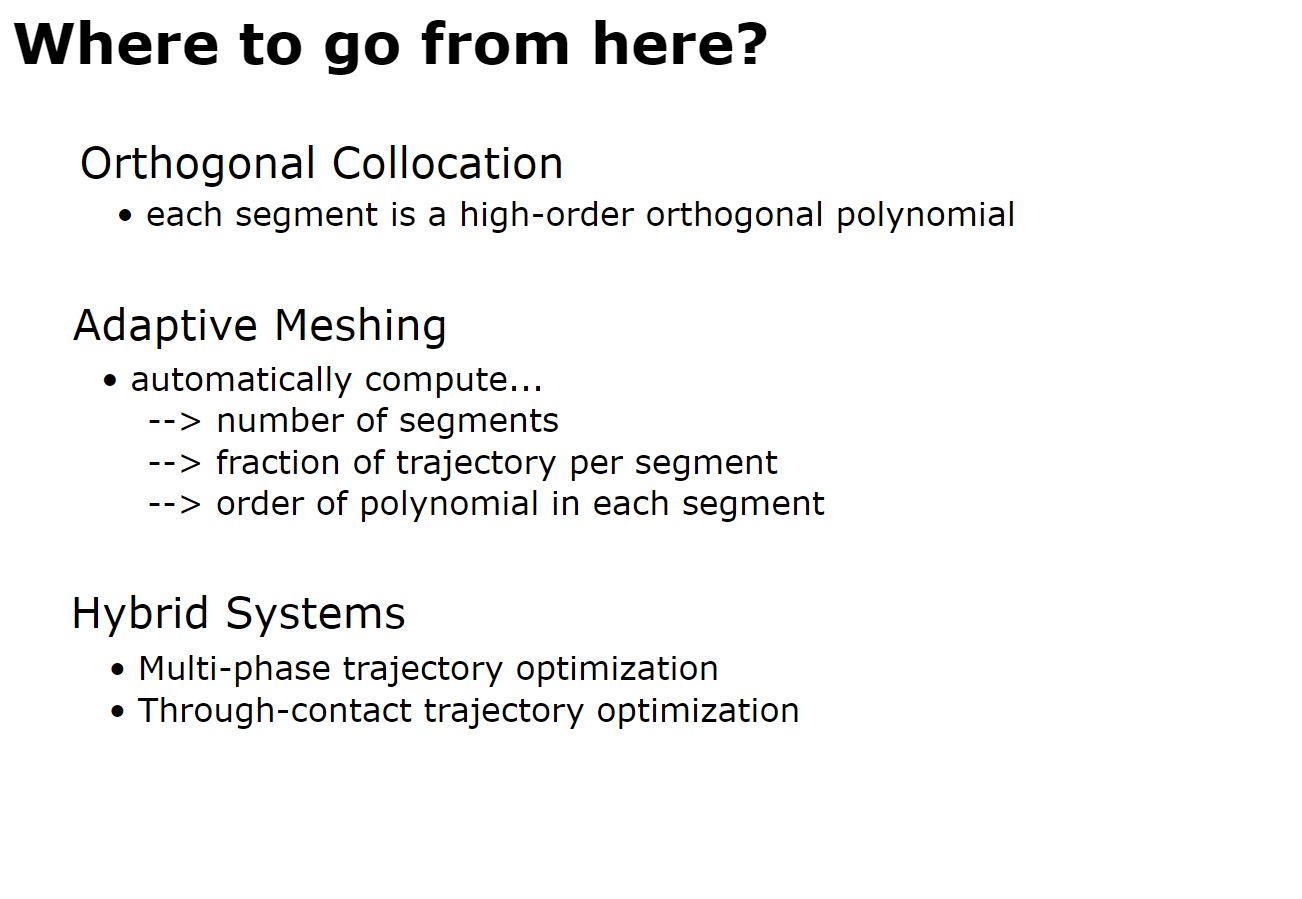 Where to go from here?
Orthogonal Collocation
• each segment is a high-order orthogonal polynomial
Adaptive Meshing
• automatically compute...
--> number of segments
--> fraction of trajectory per segment
--> order of polynomial in each segment
Hybrid Systems
• Multi-phase trajectory optimization
• Through-contact trajectory optimization